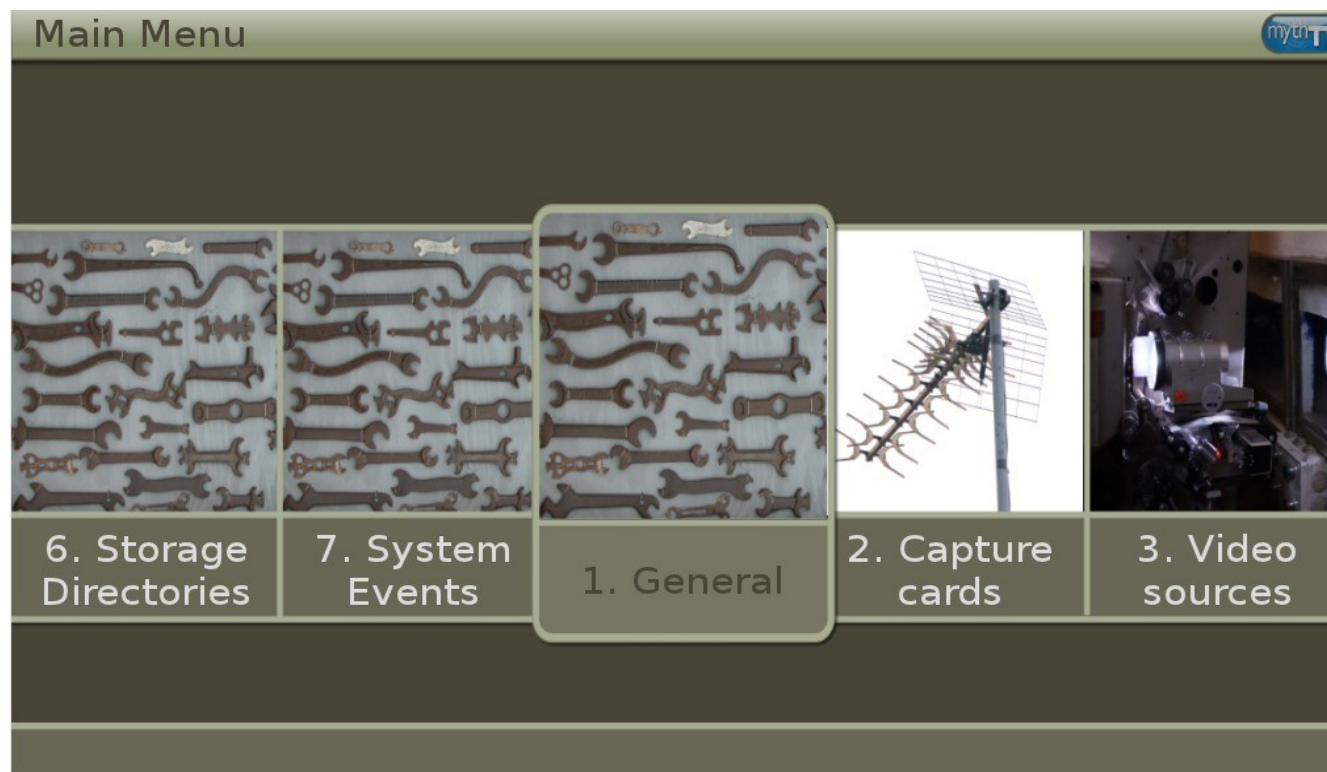 Main Menu
myth
6. Storage
Directories
7. System
Events
1. General
2. Capture
cards
3. Video
sources